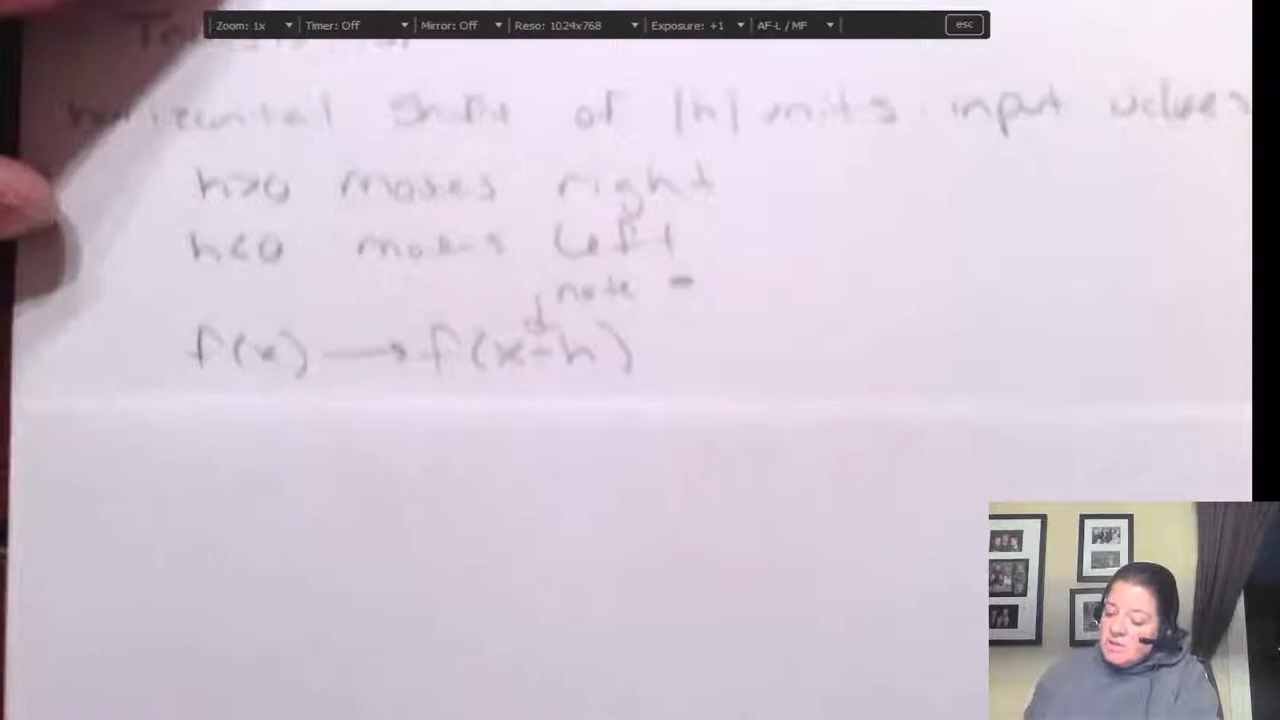 Zoom: 1x Timer: Off Mirror: Off Reso: 1024x768 Exposure: +1 AF-L / MF esc
horizontal shift of |h| units input values
h>0 moves right
h<0 moves left
note -
f(x) → f(x-h)